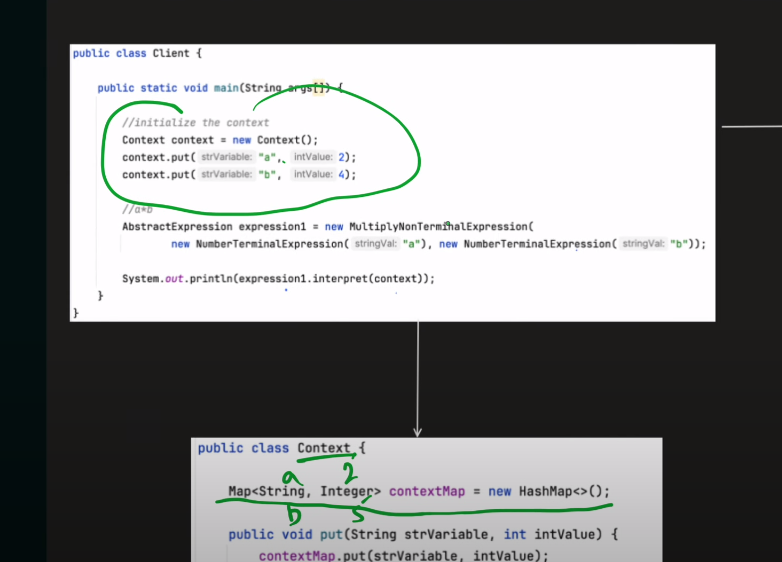 public class Client {
public static void main(String args[]) {
//initialize the context
Context context = new Context();
context.put( strVariable: "a", intValue: 2);
context.put( strVariable: "b", intValue: 4);
//a*b
AbstractExpression expression1 = new MultiplyNonTerminalExpression(
new NumberTerminalExpression( stringVal: "a"), new NumberTerminalExpression( stringVal: "b"));
System.out.println(expression1.interpret(context));
}
}
public class Context {
a 2
Map<String, Integer> contextMap = new HashMap<>();
b 5
public void put(String strVariable, int intValue) {
contextMap.put(strVariable, intValue);